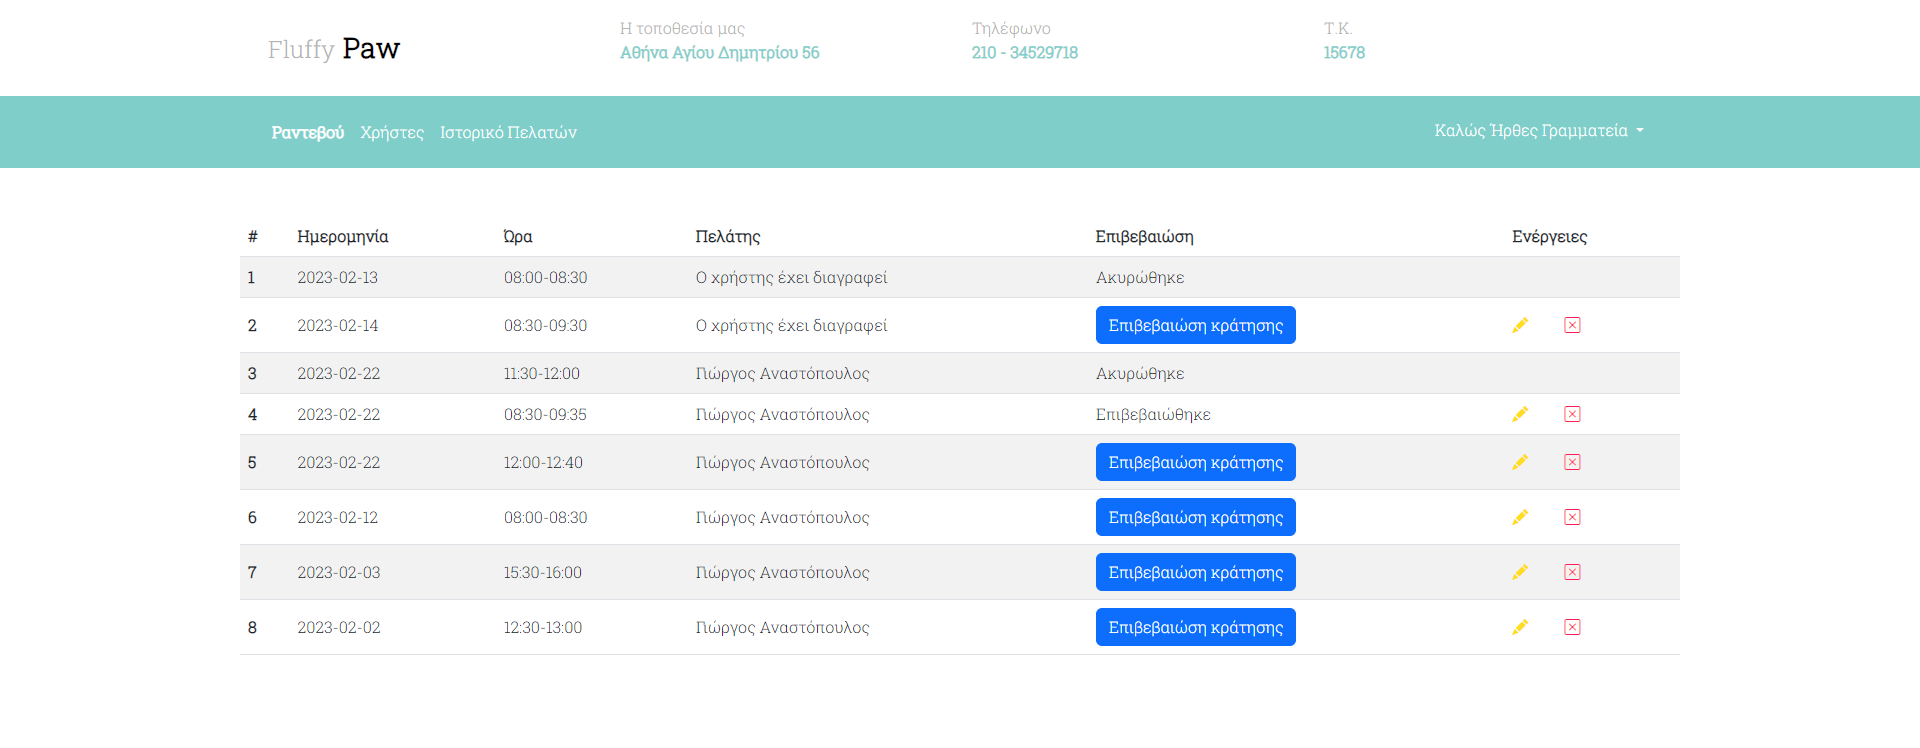 Fluffy Paw
Η τοποθεσία μας
Αθήνα Αγίου Δημητρίου 56
Τηλέφωνο
210 - 34529718
Τ.Κ.
15678
Ραντεβού Χρήστες Ιστορικό Πελατών Καλώς Ήρθες Γραμματεία
# Ημερομηνία Ώρα Πελάτης Επιβεβαιώση Ενέργειες
1 2023-02-13 08:00-08:30 Ο χρήστης έχει διαγραφεί Ακυρώθηκε
2 2023-02-14 08:30-09:30 Ο χρήστης έχει διαγραφεί Επιβεβαιώση κράτησης
3 2023-02-22 11:30-12:00 Γιώργος Αναστόπουλος Ακυρώθηκε
4 2023-02-22 08:30-09:35 Γιώργος Αναστόπουλος Επιβεβαιώθηκε
5 2023-02-22 12:00-12:40 Γιώργος Αναστόπουλος Επιβεβαιώση κράτησης
6 2023-02-12 08:00-08:30 Γιώργος Αναστόπουλος Επιβεβαιώση κράτησης
7 2023-02-03 15:30-16:00 Γιώργος Αναστόπουλος Επιβεβαιώση κράτησης
8 2023-02-02 12:30-13:00 Γιώργος Αναστόπουλος Επιβεβαιώση κράτησης